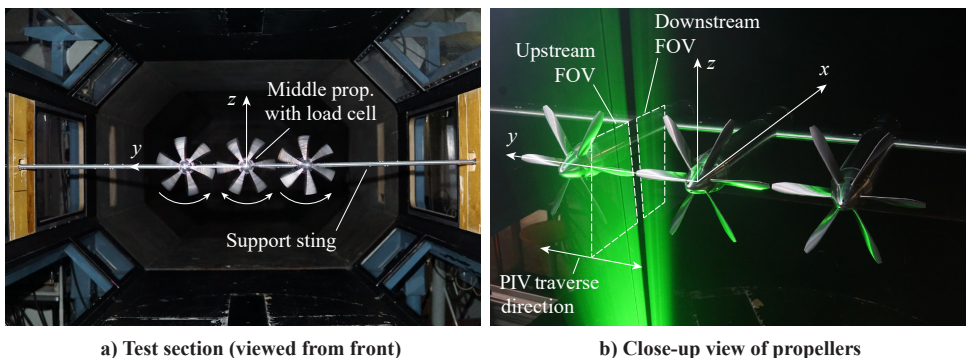 Middle prop.
with load cell
z
y
Support sting
a) Test section (viewed from front)
Upstream
FOV
Downstream
FOV
z
x
y
PIV traverse
direction
b) Close-up view of propellers